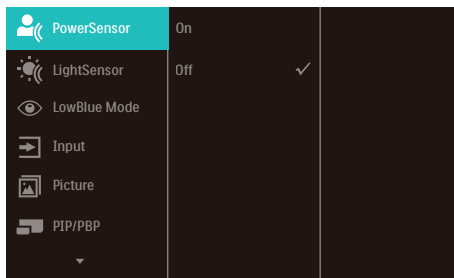 PowerSensor
On
LightSensor
Off
LowBlue Mode
Input
Picture
PIP/PBP